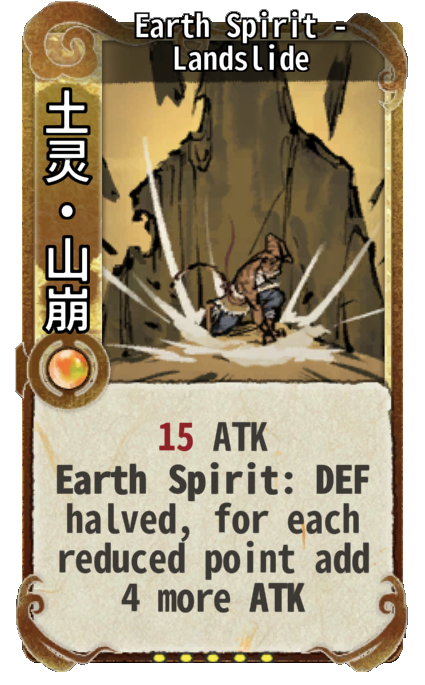 Earth Spirit -
Landslide
土灵·山崩
15 ATK
Earth Spirit: DEF
halved, for each
reduced point add
4 more ATK